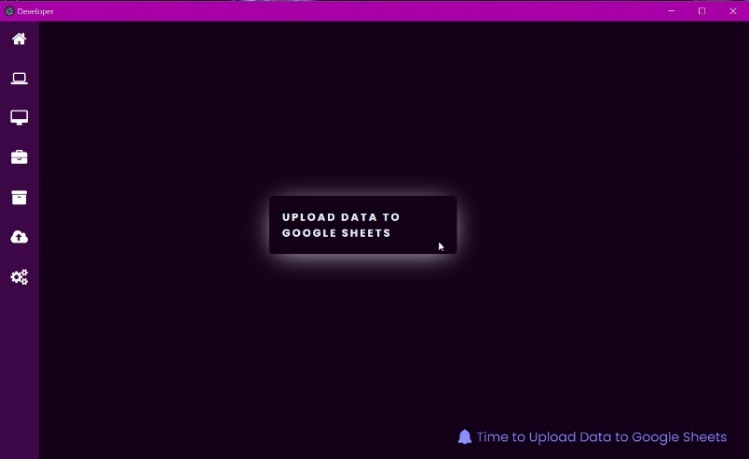 Developer
UPLOAD DATA TO
GOOGLE SHEETS
Time to Upload Data to Google Sheets